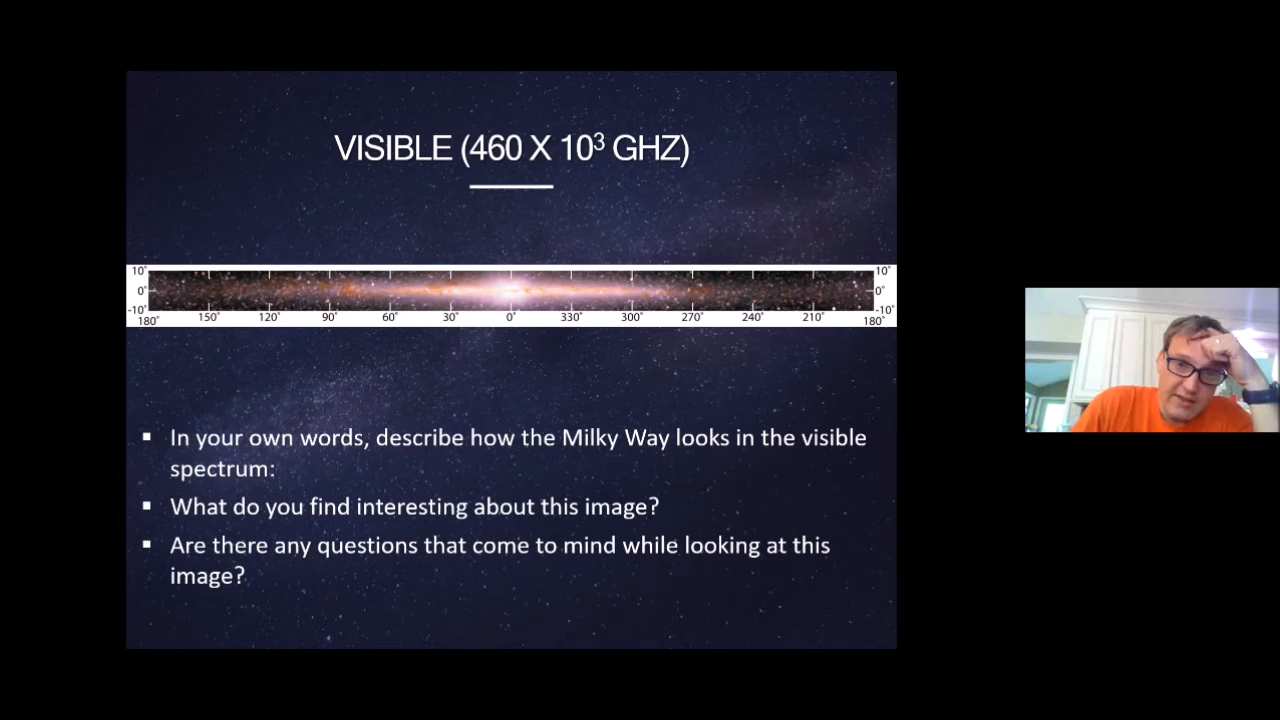 VISIBLE (460 X 10³ GHZ)
10° 10°
0° 0°
-10° -10°
180° 150° 120° 90° 60° 30° 0° 330° 300° 270° 240° 210° 180°
▪ In your own words, describe how the Milky Way looks in the visible
spectrum:
▪ What do you find interesting about this image?
▪ Are there any questions that come to mind while looking at this
image?